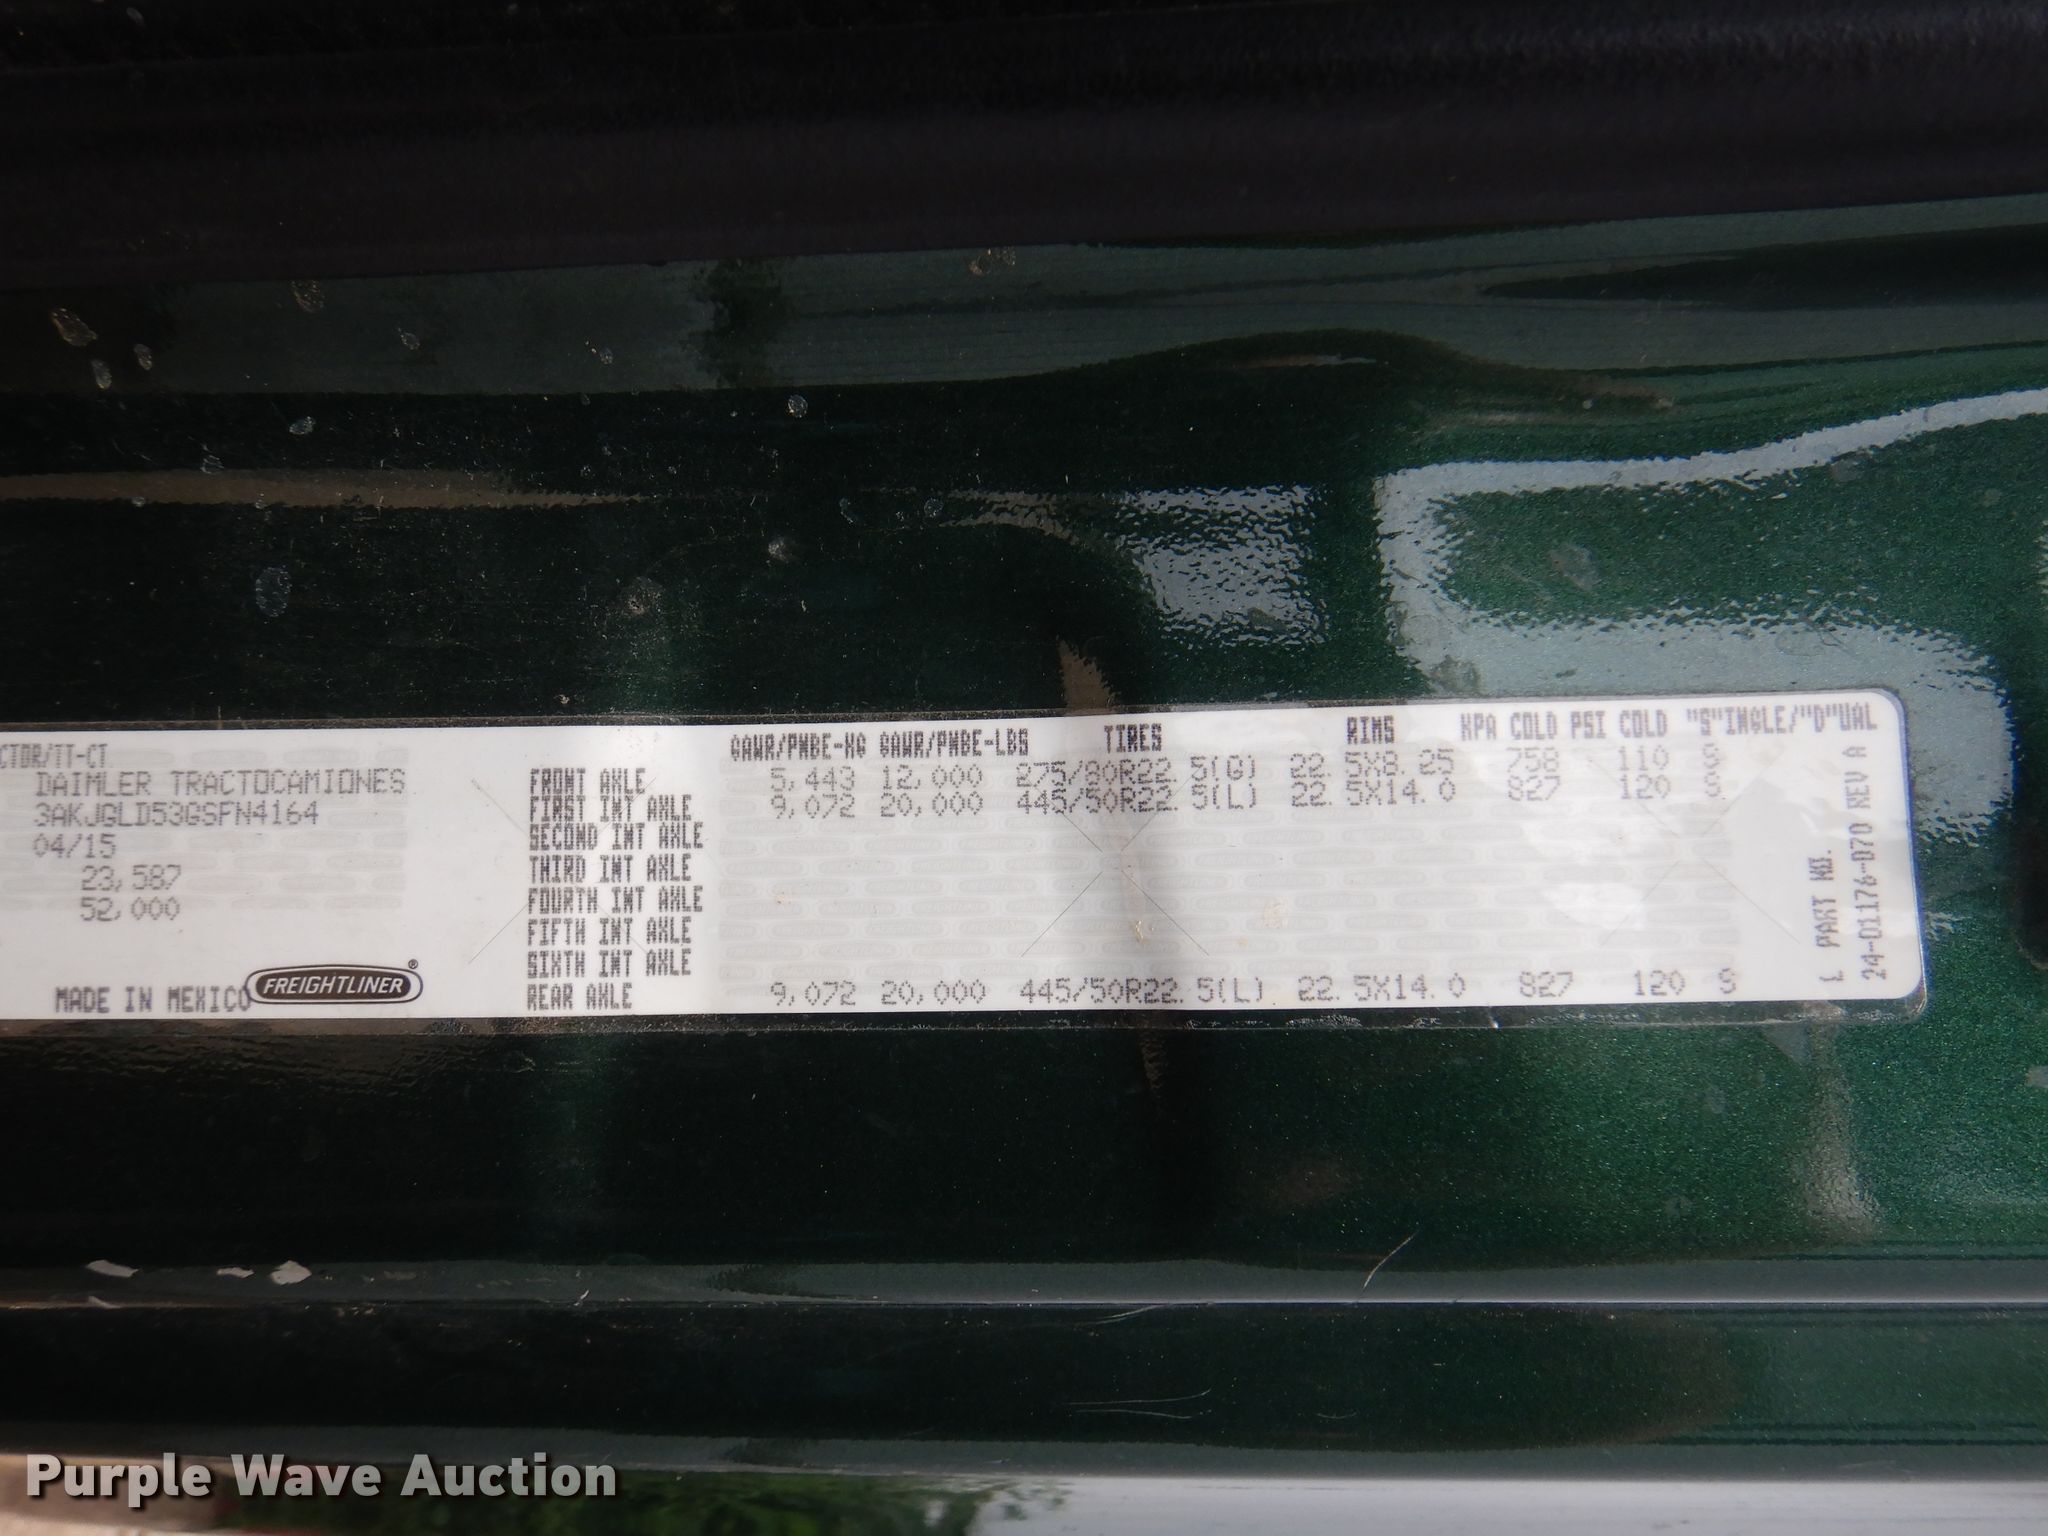 CTOR/TT-CT
DAIMLER TRACTOCAMIONES
3AKJGLD53GSFN4164
04/15
23,587
52,000
MADE IN MEXICO
FREIGHTLINER®
GAWR/PNBE-KG GAWR/PNBE-LBS TIRES RIMS KPA COLD PSI COLD "S"INGLE/"D"UAL
FRONT AXLE 5,443 12,000 275/80R22.5(G) 22.5X8.25 758 110 S
FIRST INT AXLE 9,072 20,000 445/50R22.5(L) 22.5X14.0 827 120 S
SECOND INT AXLE
THIRD INT AXLE
FOURTH INT AXLE
FIFTH INT AXLE
SIXTH INT AXLE
REAR AXLE 9,072 20,000 445/50R22.5(L) 22.5X14.0 827 120 S
L PART NO.
24-01176-070 REV A
Purple Wave Auction